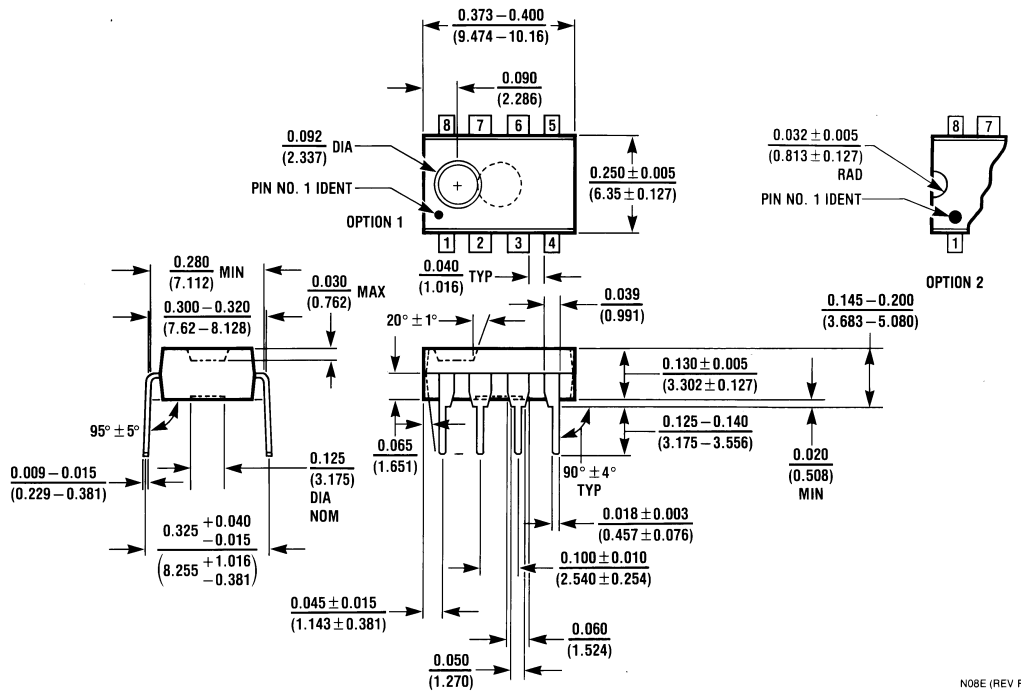 0.373 – 0.400
(9.474 – 10.16)
0.090
(2.286)
8 7 6 5
0.092
(2.337) DIA
PIN NO. 1 IDENT
OPTION 1
1 2 3 4
0.250 ± 0.005
(6.35 ± 0.127)
0.032 ± 0.005
(0.813 ± 0.127)
RAD
PIN NO. 1 IDENT
8 7
1
OPTION 2
0.280
(7.112) MIN
0.030
(0.762) MAX
0.300 – 0.320
(7.62 – 8.128)
0.040
(1.016) TYP
0.039
(0.991)
20° ± 1°
0.145 – 0.200
(3.683 – 5.080)
0.130 ± 0.005
(3.302 ± 0.127)
0.125 – 0.140
(3.175 – 3.556)
0.020
(0.508)
MIN
95° ± 5°
0.065
(1.651)
90° ± 4°
TYP
0.009 – 0.015
(0.229 – 0.381)
0.125
(3.175)
DIA
NOM
0.325 +0.040
–0.015
(8.255 +1.016
–0.381)
0.018 ± 0.003
(0.457 ± 0.076)
0.100 ± 0.010
(2.540 ± 0.254)
0.045 ± 0.015
(1.143 ± 0.381)
0.060
(1.524)
0.050
(1.270)
N08E (REV F